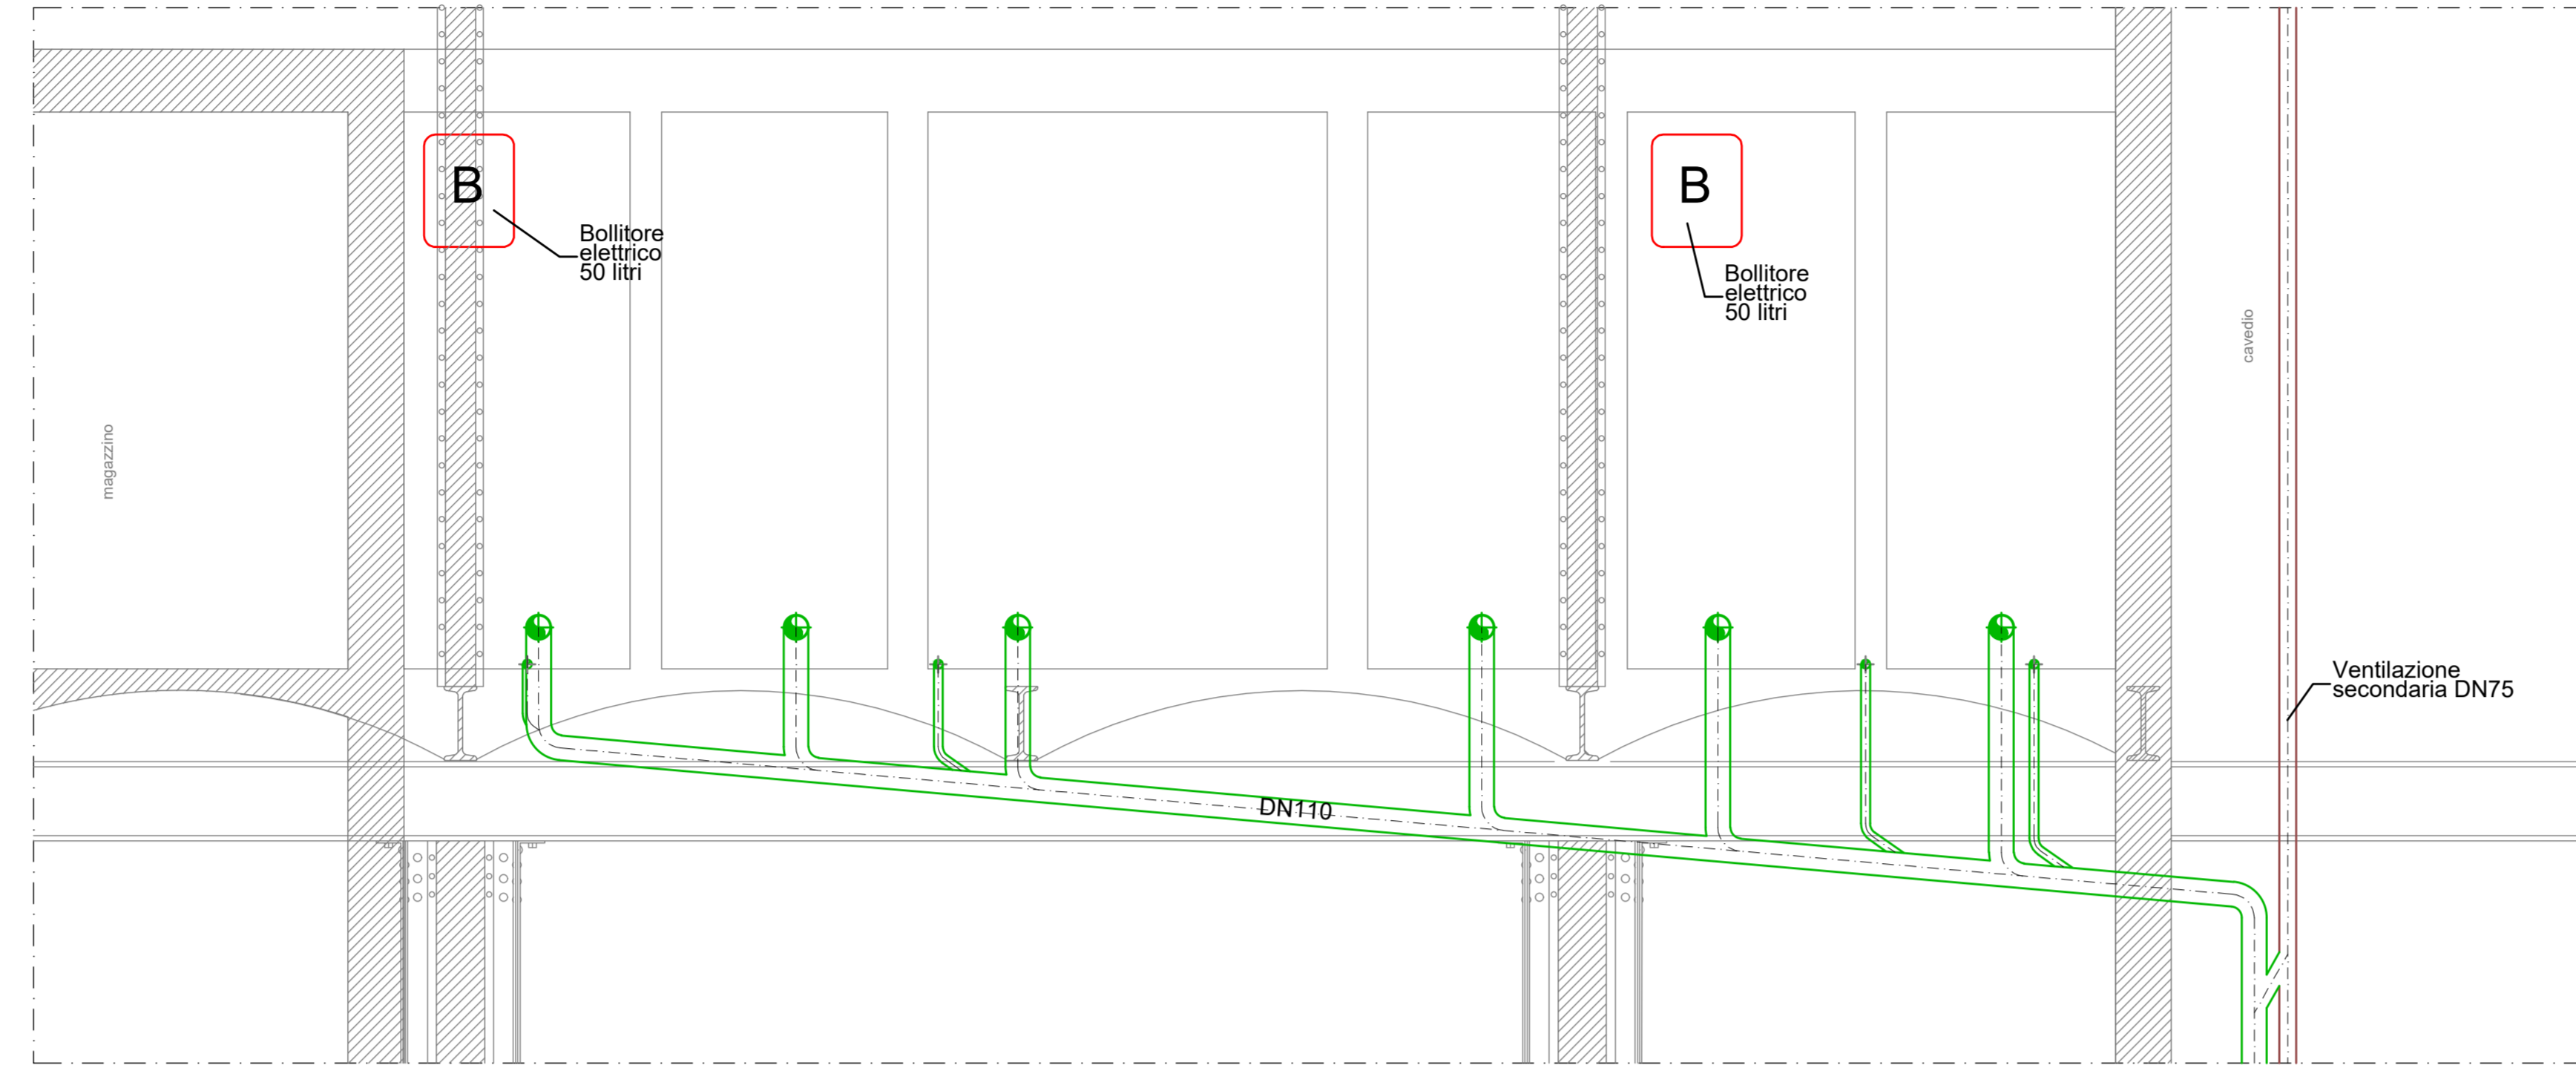 B
Bollitore
elettrico
50 litri
B
Bollitore
elettrico
50 litri
cavedio
magazzino
Ventilazione
secondaria DN75
DN110